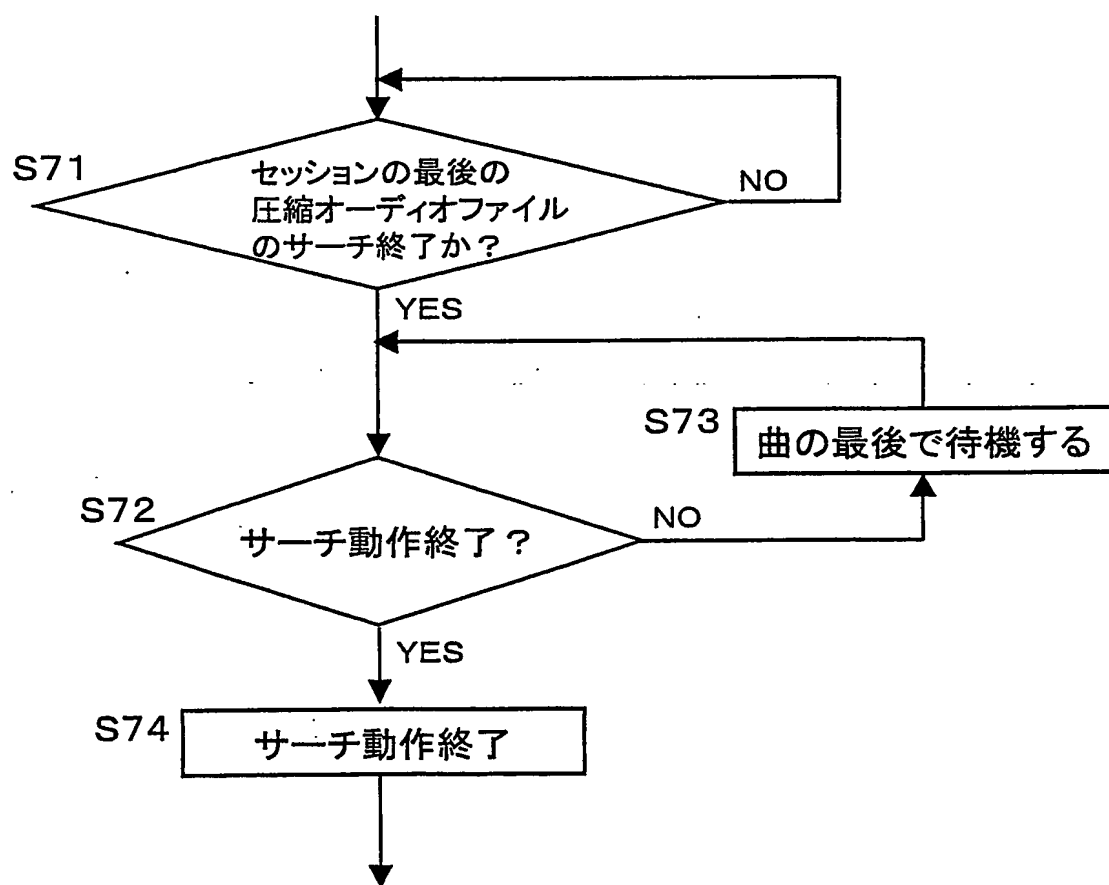 S71
セッションの最後の
圧縮オーディオファイル
のサーチ終了か？
NO
YES
S73
曲の最後で待機する
S72
サーチ動作終了？
NO
YES
S74
サーチ動作終了